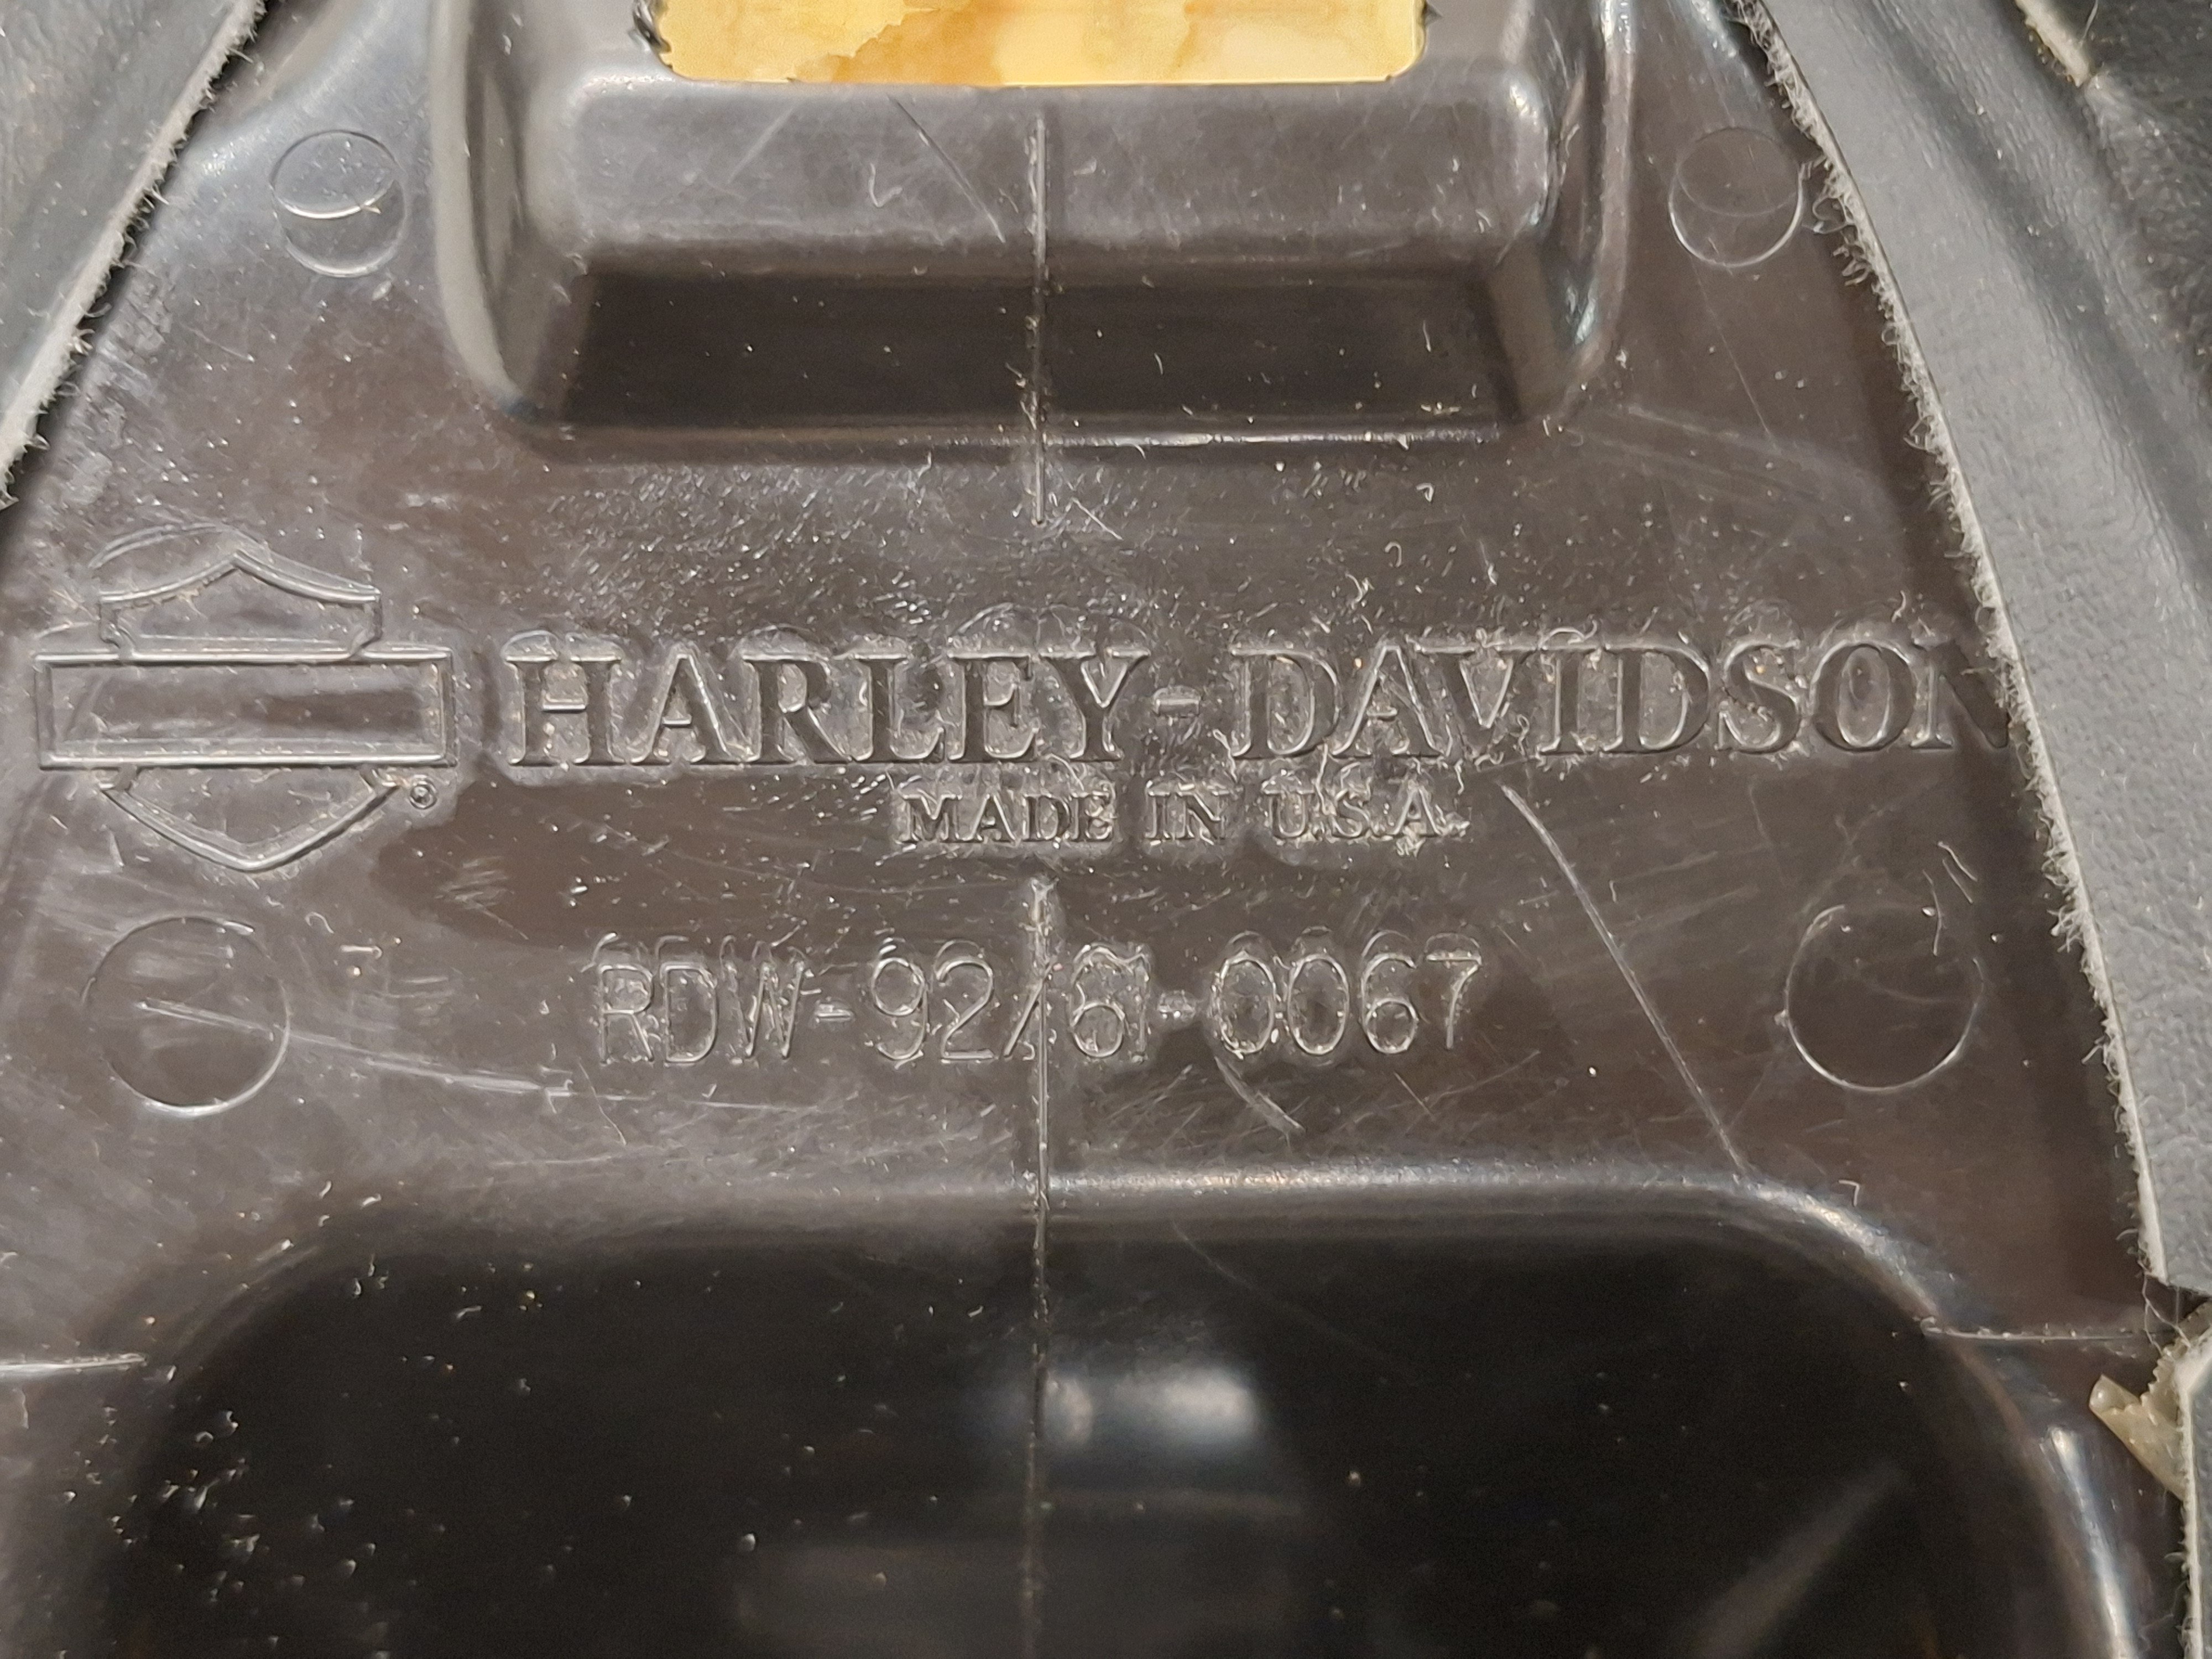 HARLEY-DAVIDSON
®
MADE IN U.S.A.
RDW-92/61-0067